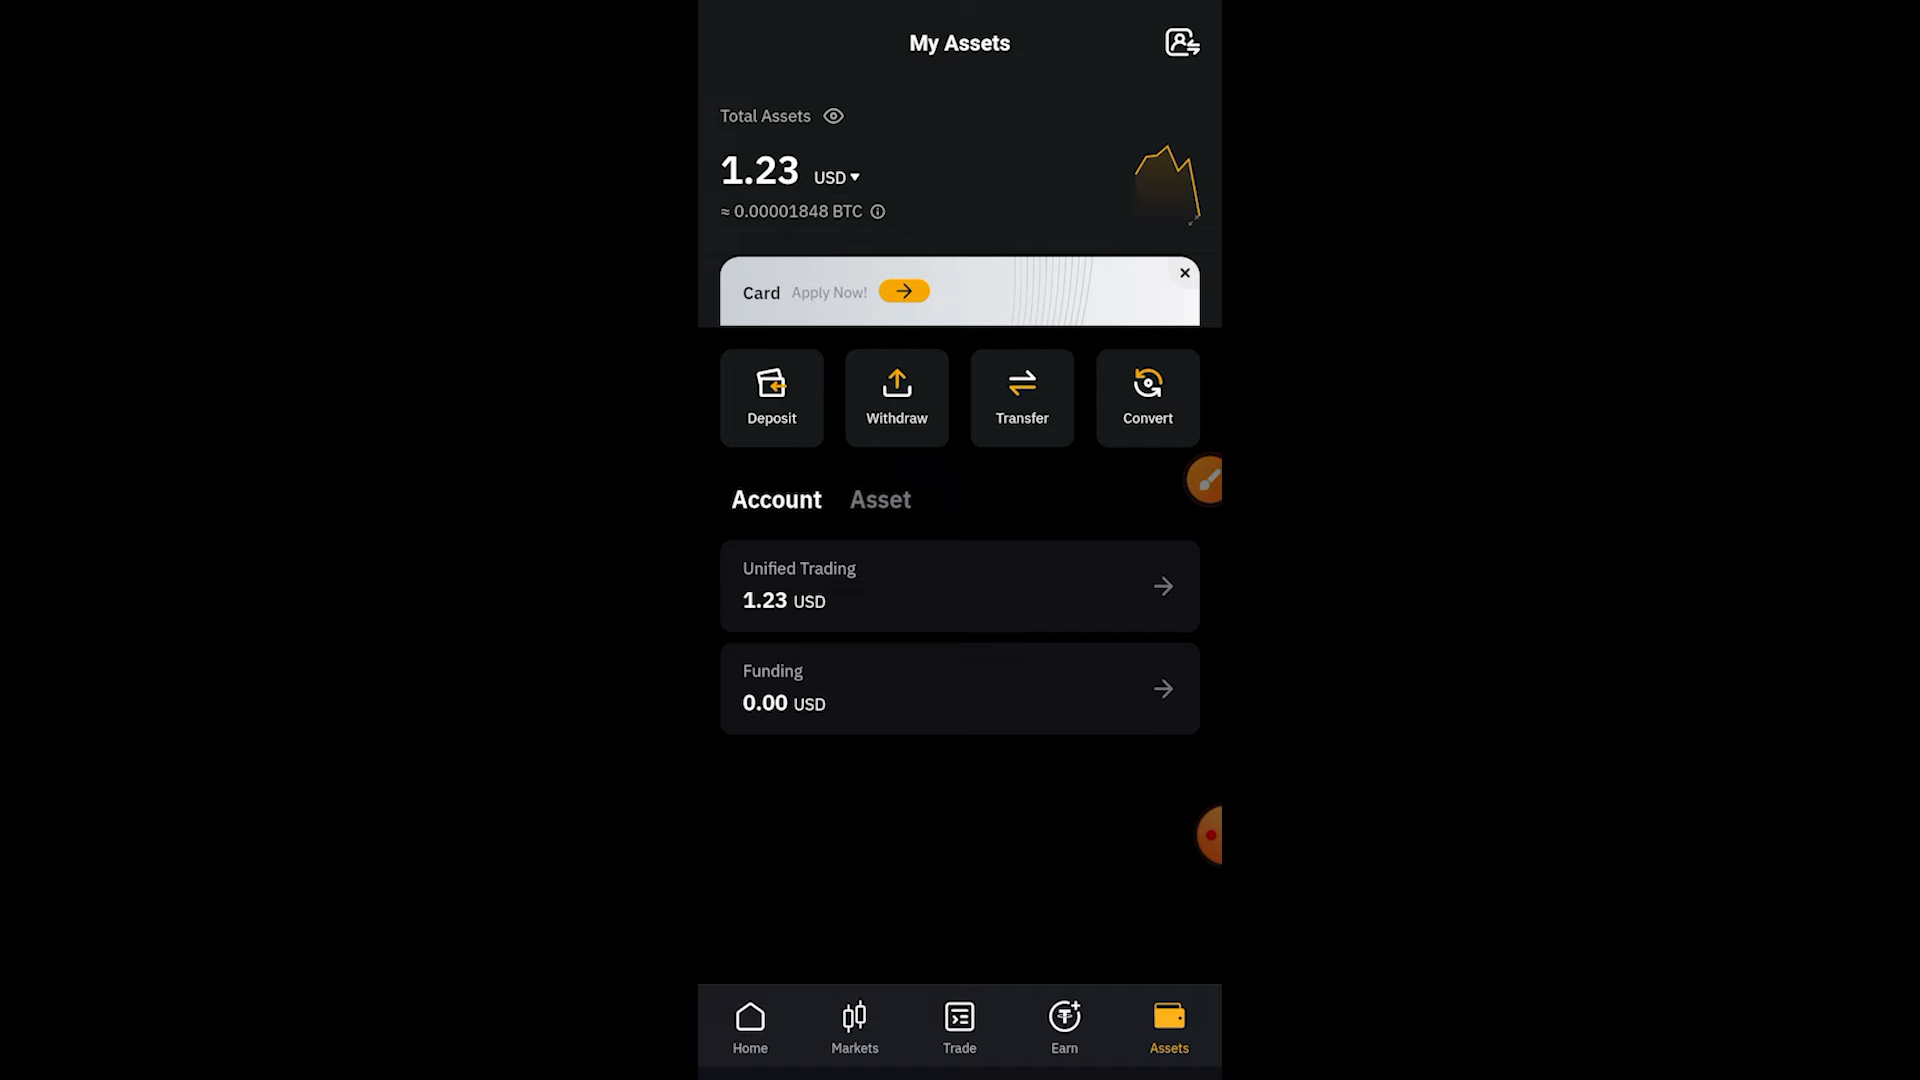 My Assets
Total Assets
1.23 USD
≈ 0.00001848 BTC
Card Apply Now!
Deposit Withdraw Transfer Convert
Account Asset
Unified Trading
1.23 USD
Funding
0.00 USD
Home Markets Trade Earn Assets